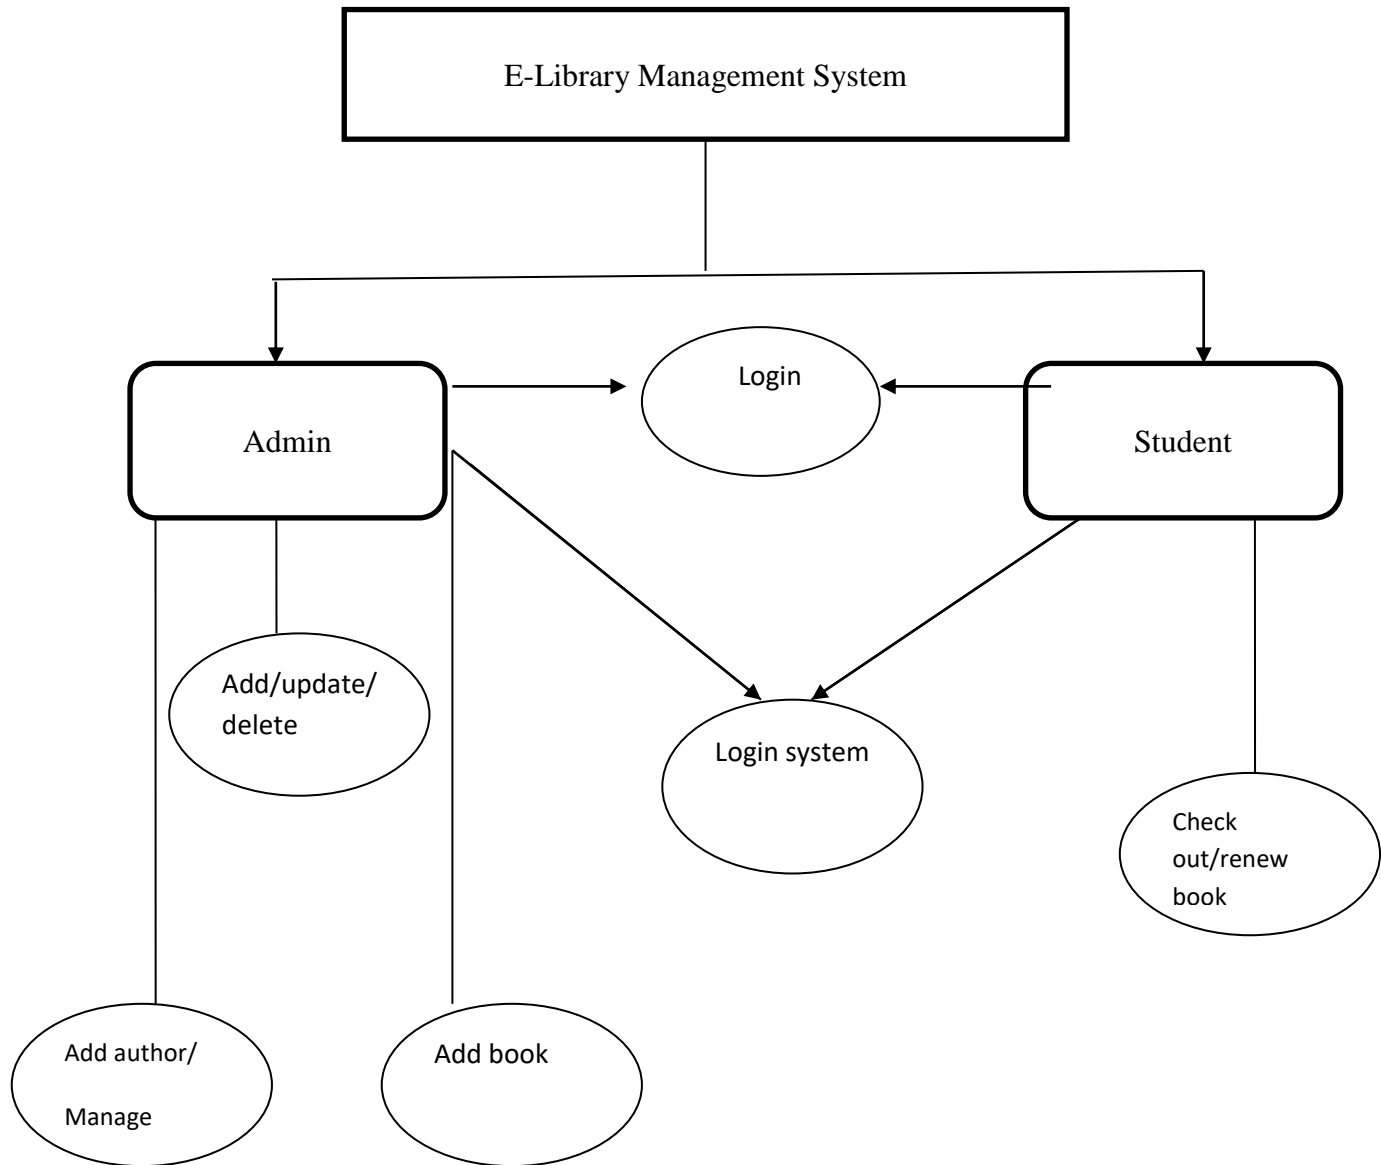 E-Library Management System
Login
Admin
Student
Add/update/
delete
Login system
Check
out/renew
book
Add author/
Manage
Add book